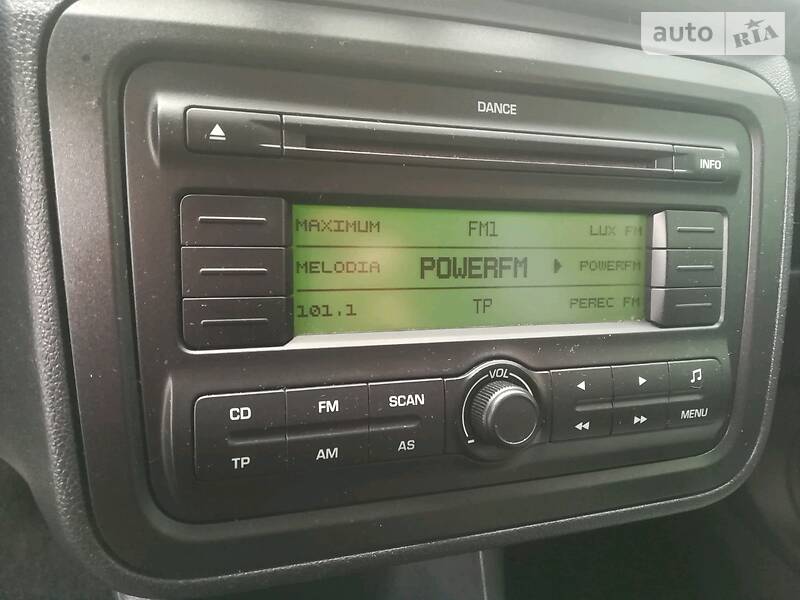 auto RIA
DANCE
INFO
MAXIMUM FM1 LUX FM
MELODIA POWERFM POWERFM
101.1 TP PEREC FM
CD FM SCAN VOL
TP AM AS MENU